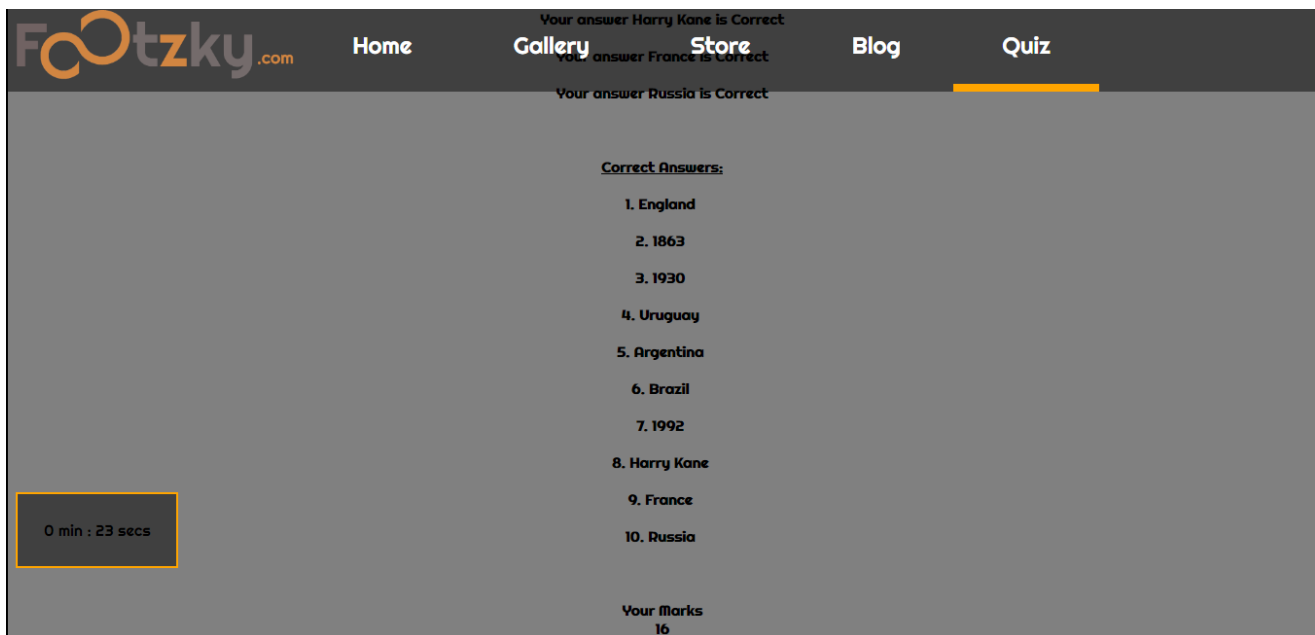 Your answer Harry Kane is Correct
Footzky.com
Home Gallery Store Blog Quiz
Your answer France is Correct
Your answer Russia is Correct
Correct Answers:
1. England
2. 1863
3. 1930
4. Uruguay
5. Argentina
6. Brazil
7. 1992
8. Harry Kane
9. France
10. Russia
0 min : 23 secs
Your Marks
16